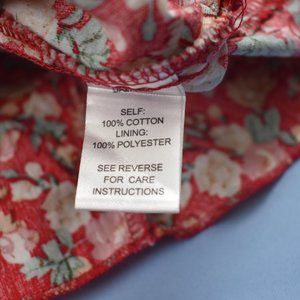 SELF:
100% COTTON
LINING:
100% POLYESTER
SEE REVERSE
FOR CARE
INSTRUCTIONS